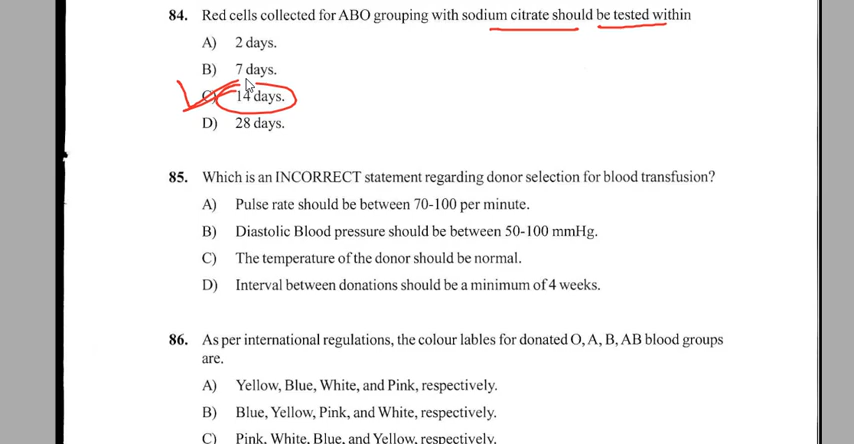 84. Red cells collected for ABO grouping with sodium citrate should be tested within
A) 2 days.
B) 7 days.
C) 14 days.
D) 28 days.
85. Which is an INCORRECT statement regarding donor selection for blood transfusion?
A) Pulse rate should be between 70-100 per minute.
B) Diastolic Blood pressure should be between 50-100 mmHg.
C) The temperature of the donor should be normal.
D) Interval between donations should be a minimum of 4 weeks.
86. As per international regulations, the colour lables for donated O, A, B, AB blood groups
are.
A) Yellow, Blue, White, and Pink, respectively.
B) Blue, Yellow, Pink, and White, respectively.
C) Pink, White, Blue, and Yellow, respectively.